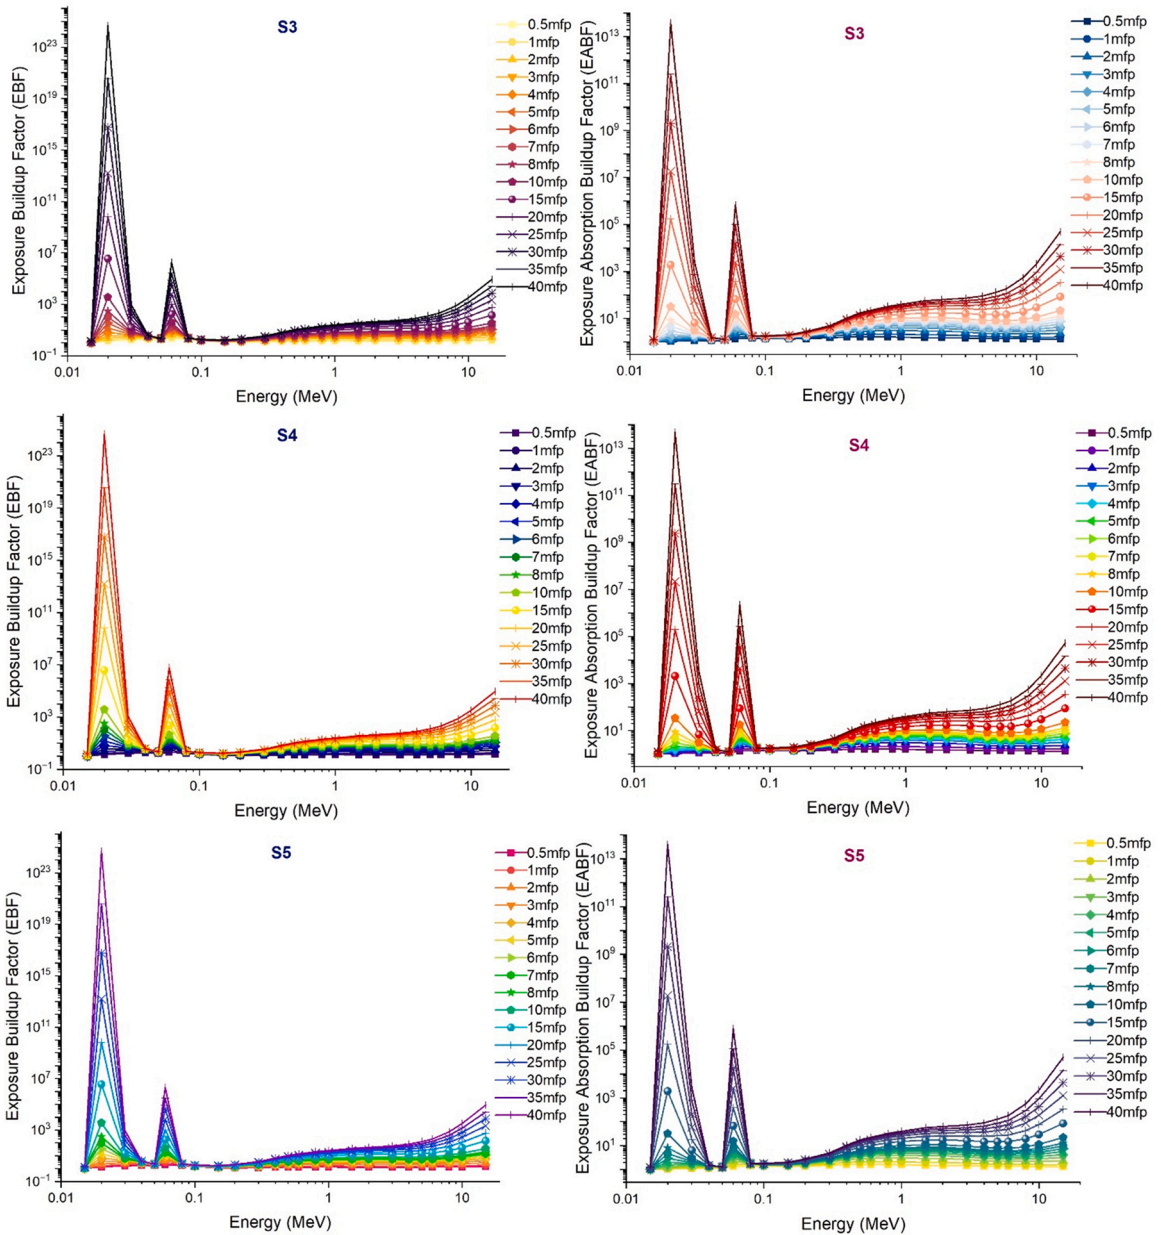 S3
Exposure Buildup Factor (EBF)
10^23
10^19
10^15
10^11
10^7
10^3
10^-1
0.01
0.1
1
10
Energy (MeV)
0.5mfp
1mfp
2mfp
3mfp
4mfp
5mfp
6mfp
7mfp
8mfp
10mfp
15mfp
20mfp
25mfp
30mfp
35mfp
40mfp
S3
Exposure Absorption Buildup Factor (EABF)
10^13
10^11
10^9
10^7
10^5
10^3
10^1
0.01
0.1
1
10
Energy (MeV)
0.5mfp
1mfp
2mfp
3mfp
4mfp
5mfp
6mfp
7mfp
8mfp
10mfp
15mfp
20mfp
25mfp
30mfp
35mfp
40mfp
S4
Exposure Buildup Factor (EBF)
10^23
10^19
10^15
10^11
10^7
10^3
10^-1
0.01
0.1
1
10
Energy (MeV)
0.5mfp
1mfp
2mfp
3mfp
4mfp
5mfp
6mfp
7mfp
8mfp
10mfp
15mfp
20mfp
25mfp
30mfp
35mfp
40mfp
S4
Exposure Absorption Buildup Factor (EABF)
10^13
10^11
10^9
10^7
10^5
10^3
10^1
0.01
0.1
1
10
Energy (MeV)
0.5mfp
1mfp
2mfp
3mfp
4mfp
5mfp
6mfp
7mfp
8mfp
10mfp
15mfp
20mfp
25mfp
30mfp
35mfp
40mfp
S5
Exposure Buildup Factor (EBF)
10^23
10^19
10^15
10^11
10^7
10^3
10^-1
0.01
0.1
1
10
Energy (MeV)
0.5mfp
1mfp
2mfp
3mfp
4mfp
5mfp
6mfp
7mfp
8mfp
10mfp
15mfp
20mfp
25mfp
30mfp
35mfp
40mfp
S5
Exposure Absorption Buildup Factor (EABF)
10^13
10^11
10^9
10^7
10^5
10^3
10^1
0.01
0.1
1
10
Energy (MeV)
0.5mfp
1mfp
2mfp
3mfp
4mfp
5mfp
6mfp
7mfp
8mfp
10mfp
15mfp
20mfp
25mfp
30mfp
35mfp
40mfp